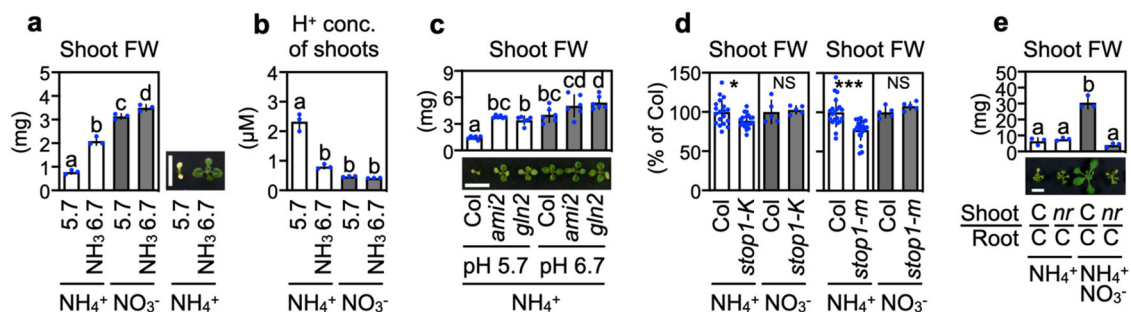 a
Shoot FW
(mg)
5
4
3
2
1
0
a
b
c
d
5.7
NH₃ 6.7
5.7
NH₃ 6.7
5.7
NH₃ 6.7
NH₄⁺ NO₃⁻ NH₄⁺
b
H⁺ conc.
of shoots
(μM)
4
3
2
1
0
a
b
b
b
5.7
NH₃ 6.7
5.7
NH₃ 6.7
NH₄⁺ NO₃⁻
c
Shoot FW
(mg)
9
6
3
0
a
bc
b
bc
cd
d
Col
ami2
gln2
Col
ami2
gln2
pH 5.7 pH 6.7
NH₄⁺
d
Shoot FW Shoot FW
(% of Col)
150
100
50
0
* NS *** NS
Col
stop1-K
Col
stop1-K
Col
stop1-m
Col
stop1-m
NH₄⁺ NO₃⁻ NH₄⁺ NO₃⁻
e
Shoot FW
(mg)
50
40
30
20
10
0
a
a
b
a
Shoot C nr C nr
Root C C C C
NH₄⁺ NH₄⁺
NO₃⁻